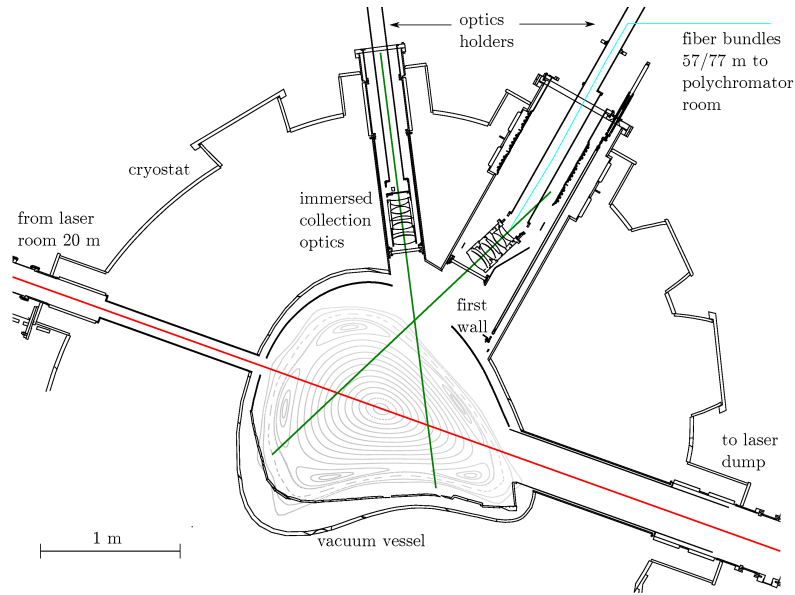 optics
holders
fiber bundles
57/77 m to
polychromator
room
cryostat
immersed
collection
optics
from laser
room 20 m
first
wall
to laser
dump
1 m
vacuum vessel